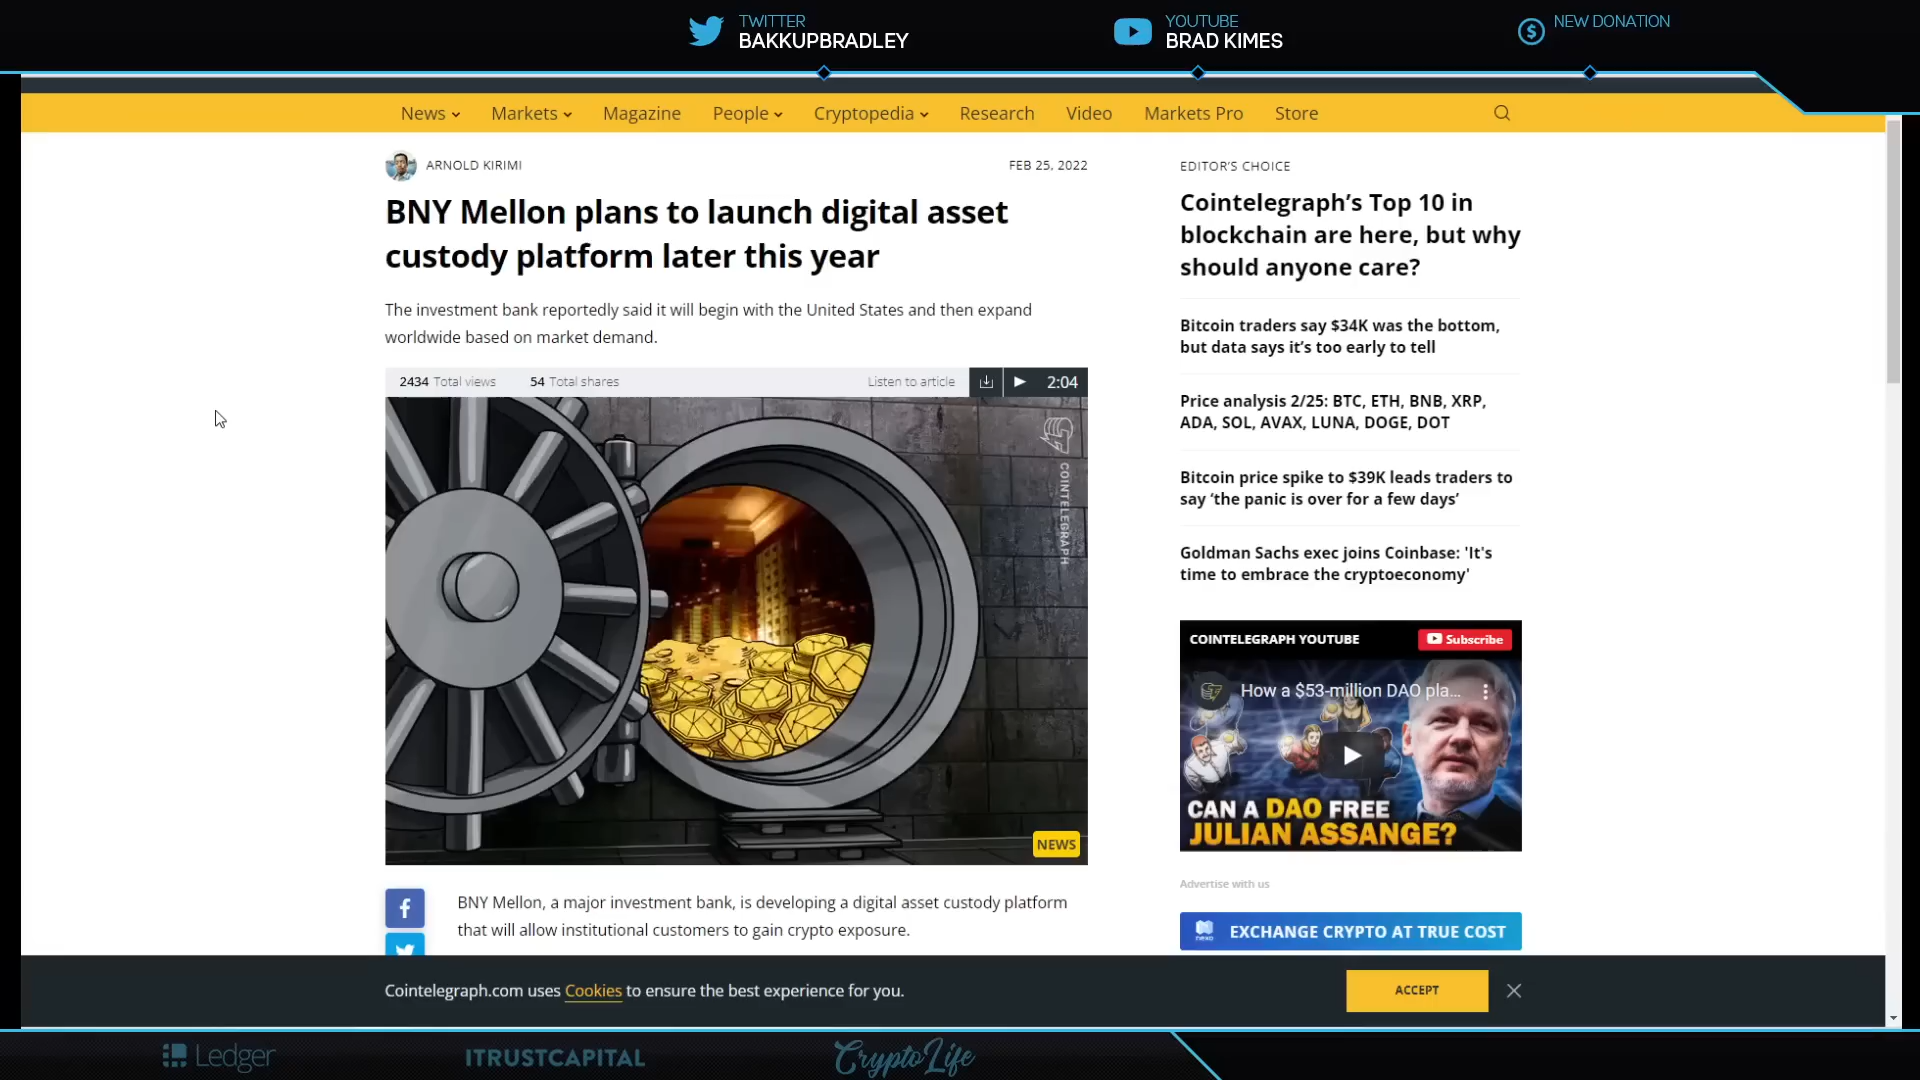 TWITTER
BAKKUPBRADLEY
YOUTUBE
BRAD KIMES
NEW DONATION
News Markets Magazine People Cryptopedia Research Video Markets Pro Store
ARNOLD KIRIMI
FEB 25, 2022
BNY Mellon plans to launch digital asset
custody platform later this year
The investment bank reportedly said it will begin with the United States and then expand
worldwide based on market demand.
2434 Total views 54 Total shares Listen to article 2:04
COINTELEGRAPH
NEWS
BNY Mellon, a major investment bank, is developing a digital asset custody platform
that will allow institutional customers to gain crypto exposure.
EDITOR'S CHOICE
Cointelegraph’s Top 10 in
blockchain are here, but why
should anyone care?
Bitcoin traders say $34K was the bottom,
but data says it’s too early to tell
Price analysis 2/25: BTC, ETH, BNB, XRP,
ADA, SOL, AVAX, LUNA, DOGE, DOT
Bitcoin price spike to $39K leads traders to
say ‘the panic is over for a few days’
Goldman Sachs exec joins Coinbase: 'It's
time to embrace the cryptoeconomy'
COINTELEGRAPH YOUTUBE Subscribe
How a $53-million DAO pla...
CAN A DAO FREE
JULIAN ASSANGE?
Advertise with us
nexo EXCHANGE CRYPTO AT TRUE COST
Cointelegraph.com uses Cookies to ensure the best experience for you.
ACCEPT
Ledger
ITRUSTCAPITAL
CryptoLife